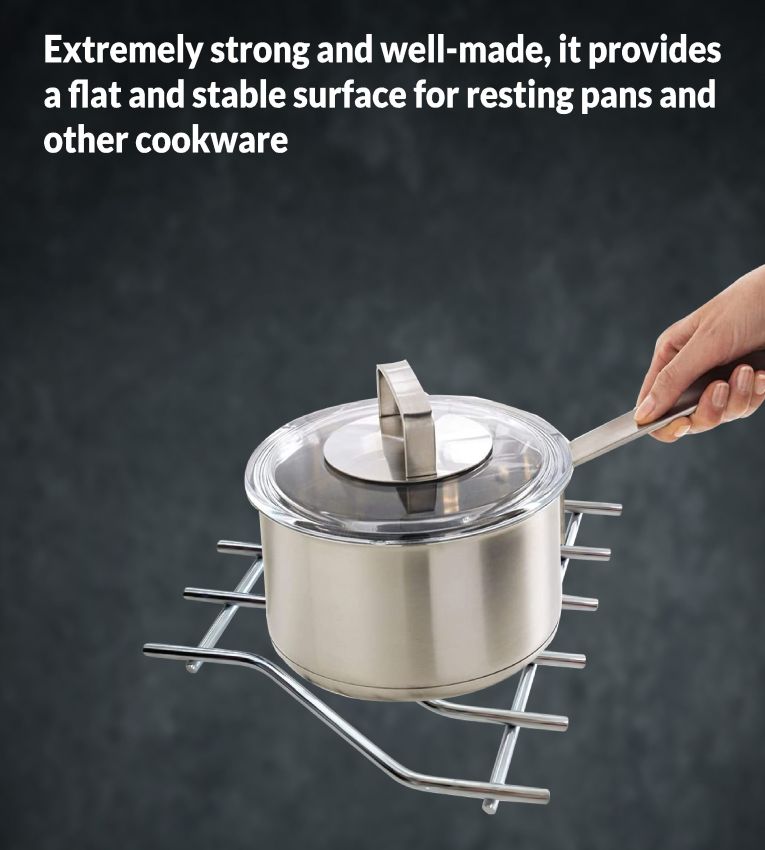 Extremely strong and well-made, it provides
a flat and stable surface for resting pans and
other cookware